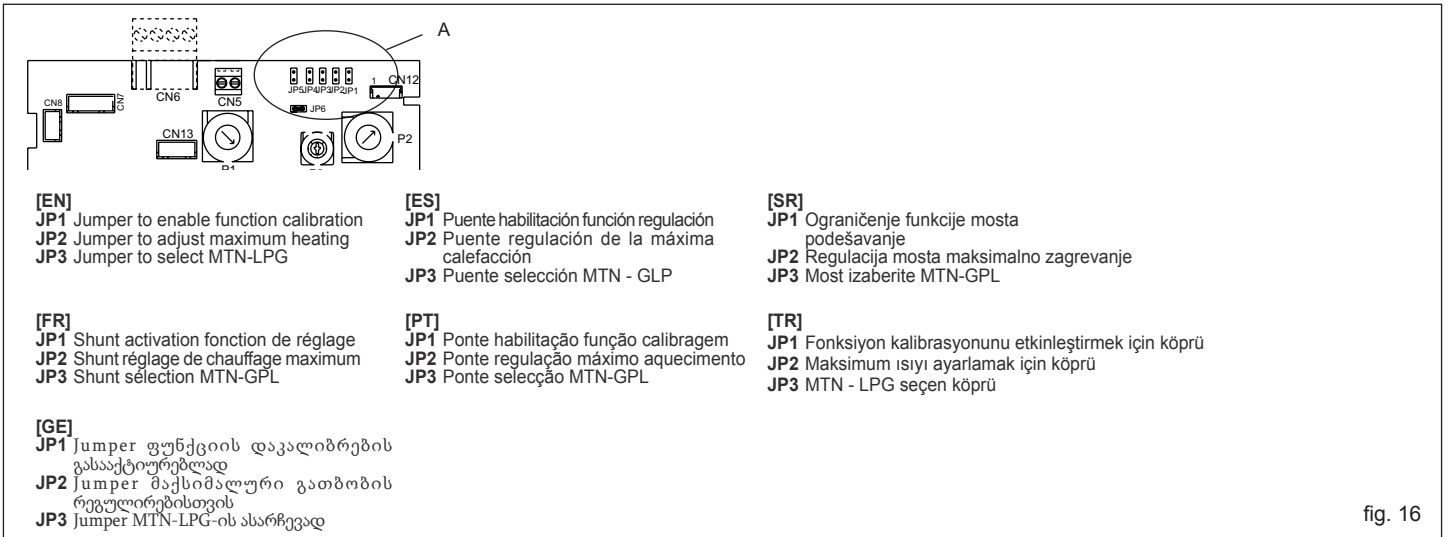 A
CN8
CN7
CN6
CN5
JP5JP4JP3JP2JP1
1 CN12
JP6
CN13
P2
[EN]
JP1 Jumper to enable function calibration
JP2 Jumper to adjust maximum heating
JP3 Jumper to select MTN-LPG
[ES]
JP1 Puente habilitación función regulación
JP2 Puente regulación de la máxima
calefacción
JP3 Puente selección MTN - GLP
[SR]
JP1 Ograničenje funkcije mosta
podešavanje
JP2 Regulacija mosta maksimalno zagrevanje
JP3 Most izaberite MTN-GPL
[FR]
JP1 Shunt activation fonction de réglage
JP2 Shunt réglage de chauffage maximum
JP3 Shunt sélection MTN-GPL
[PT]
JP1 Ponte habilitação função calibragem
JP2 Ponte regulação máximo aquecimento
JP3 Ponte selecção MTN-GPL
[TR]
JP1 Fonksiyon kalibrasyonunu etkinleştirmek için köprü
JP2 Maksimum ısıyı ayarlamak için köprü
JP3 MTN - LPG seçen köprü
[GE]
JP1 Jumper ფუნქციის დაკალიბრების
გასააქტიურებლად
JP2 Jumper მაქსიმალური გათბობის
რეგულირებისთვის
JP3 Jumper MTN-LPG-ის ასარჩევად
fig. 16